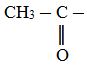 CH₃ – C –
‖
O